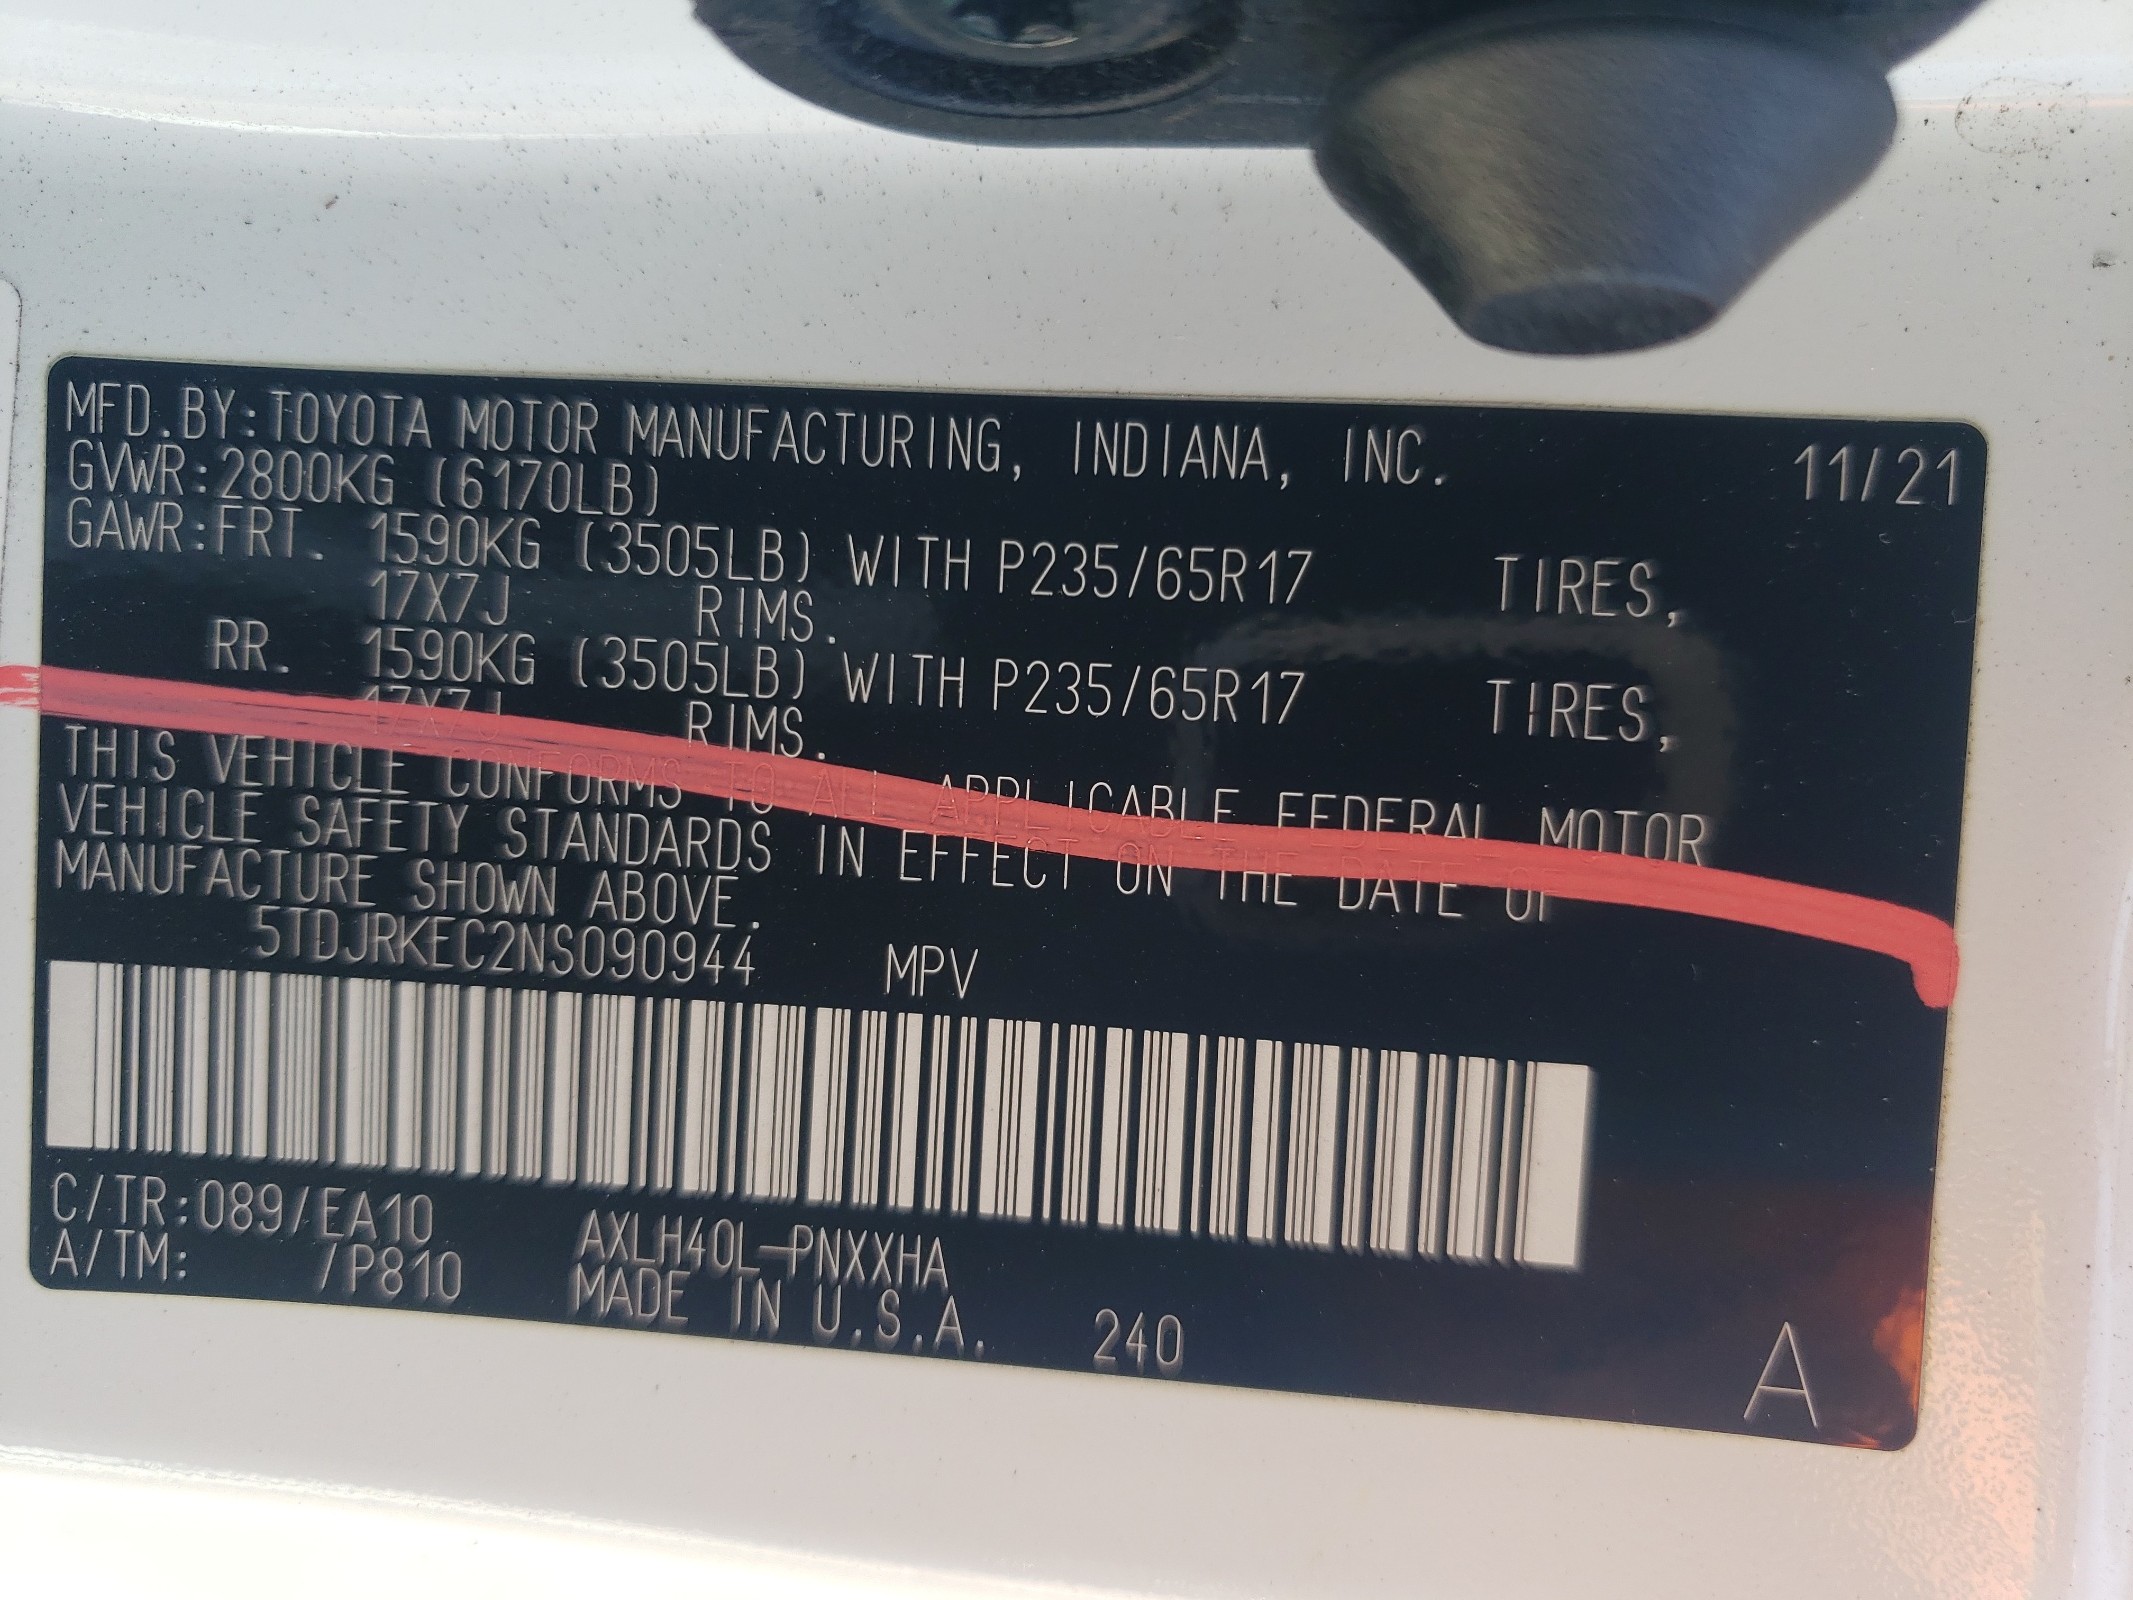 MFD.BY:TOYOTA MOTOR MANUFACTURING, INDIANA, INC. 11/21
GVWR:2800KG (6170LB)
GAWR:FRT. 1590KG (3505LB) WITH P235/65R17 TIRES,
17X7J RIMS.
RR. 1590KG (3505LB) WITH P235/65R17 TIRES,
17X7J RIMS.
THIS VEHICLE CONFORMS TO ALL APPLICABLE FEDERAL MOTOR
VEHICLE SAFETY STANDARDS IN EFFECT ON THE DATE OF
MANUFACTURE SHOWN ABOVE.
5TDJRKEC2NS090944 MPV
C/TR:089/EA10 AXLH40L-PNXXHA
A/TM: /P810 MADE IN U.S.A. 240 A